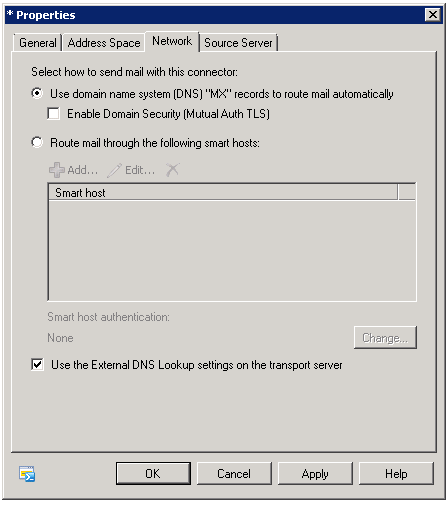 * Properties
General Address Space Network Source Server
Select how to send mail with this connector:
Use domain name system (DNS) "MX" records to route mail automatically
Enable Domain Security (Mutual Auth TLS)
Route mail through the following smart hosts:
Add... Edit...
Smart host
Smart host authentication:
None Change...
Use the External DNS Lookup settings on the transport server
OK Cancel Apply Help